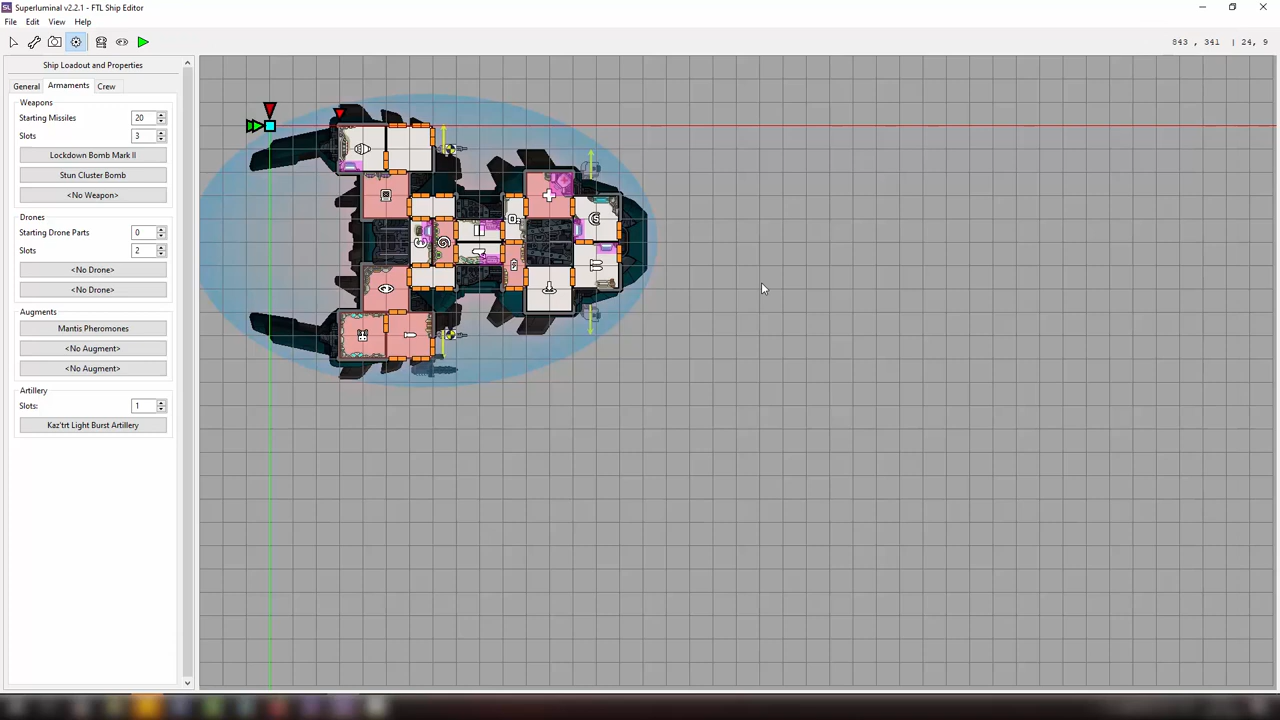 Superluminal v2.2.1 - FTL Ship Editor
File Edit View Help
843 , 341 | 24, 9
Ship Loadout and Properties
General Armaments Crew
Weapons
Starting Missiles 20
Slots 3
Lockdown Bomb Mark II
Stun Cluster Bomb
<No Weapon>
Drones
Starting Drone Parts 0
Slots 2
<No Drone>
<No Drone>
Augments
Mantis Pheromones
<No Augment>
<No Augment>
Artillery
Slots: 1
Kaz'trt Light Burst Artillery